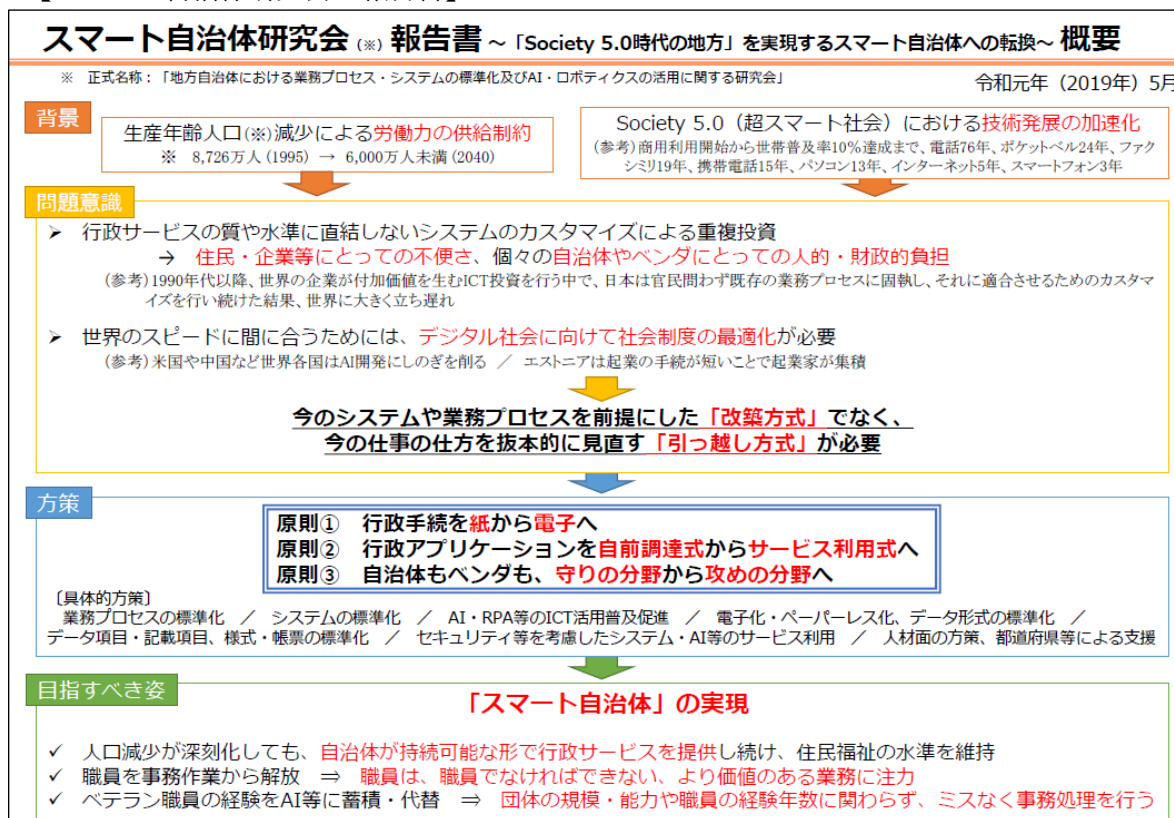 スマート自治体研究会(※)報告書～「Society 5.0時代の地方」を実現するスマート自治体への転換～概要
※ 正式名称：「地方自治体における業務プロセス・システムの標準化及びAI・ロボティクスの活用に関する研究会」
令和元年（2019年）5月
背景
生産年齢人口(※)減少による労働力の供給制約
※ 8,726万人(1995) → 6,000万人未満(2040)
Society 5.0（超スマート社会）における技術発展の加速化
(参考)商用利用開始から世帯普及率10％達成まで、電話76年、ポケットベル24年、ファク
シミリ19年、携帯電話15年、パソコン13年、インターネット5年、スマートフォン3年
問題意識
➢ 行政サービスの質や水準に直結しないシステムのカスタマイズによる重複投資
→ 住民・企業等にとっての不便さ、個々の自治体やベンダにとっての人的・財政的負担
(参考)1990年代以降、世界の企業が付加価値を生むICT投資を行う中で、日本は官民問わず既存の業務プロセスに固執し、それに適合させるためのカスタマ
イズを行い続けた結果、世界に大きく立ち遅れ
➢ 世界のスピードに間に合うためには、デジタル社会に向けて社会制度の最適化が必要
(参考)米国や中国など世界各国はAI開発にしのぎを削る ／ エストニアは起業の手続が短いことで起業家が集積
今のシステムや業務プロセスを前提にした「改築方式」でなく、
今の仕事の仕方を抜本的に見直す「引っ越し方式」が必要
方策
原則① 行政手続を紙から電子へ
原則② 行政アプリケーションを自前調達式からサービス利用式へ
原則③ 自治体もベンダも、守りの分野から攻めの分野へ
〔具体的方策〕
業務プロセスの標準化 ／ システムの標準化 ／ AI・RPA等のICT活用普及促進 ／ 電子化・ペーパーレス化、データ形式の標準化 ／
データ項目・記載項目、様式・帳票の標準化 ／ セキュリティ等を考慮したシステム・AI等のサービス利用 ／ 人材面の方策、都道府県等による支援
目指すべき姿
「スマート自治体」の実現
✓ 人口減少が深刻化しても、自治体が持続可能な形で行政サービスを提供し続け、住民福祉の水準を維持
✓ 職員を事務作業から解放 ⇒ 職員は、職員でなければできない、より価値のある業務に注力
✓ ベテラン職員の経験をAI等に蓄積・代替 ⇒ 団体の規模・能力や職員の経験年数に関わらず、ミスなく事務処理を行う